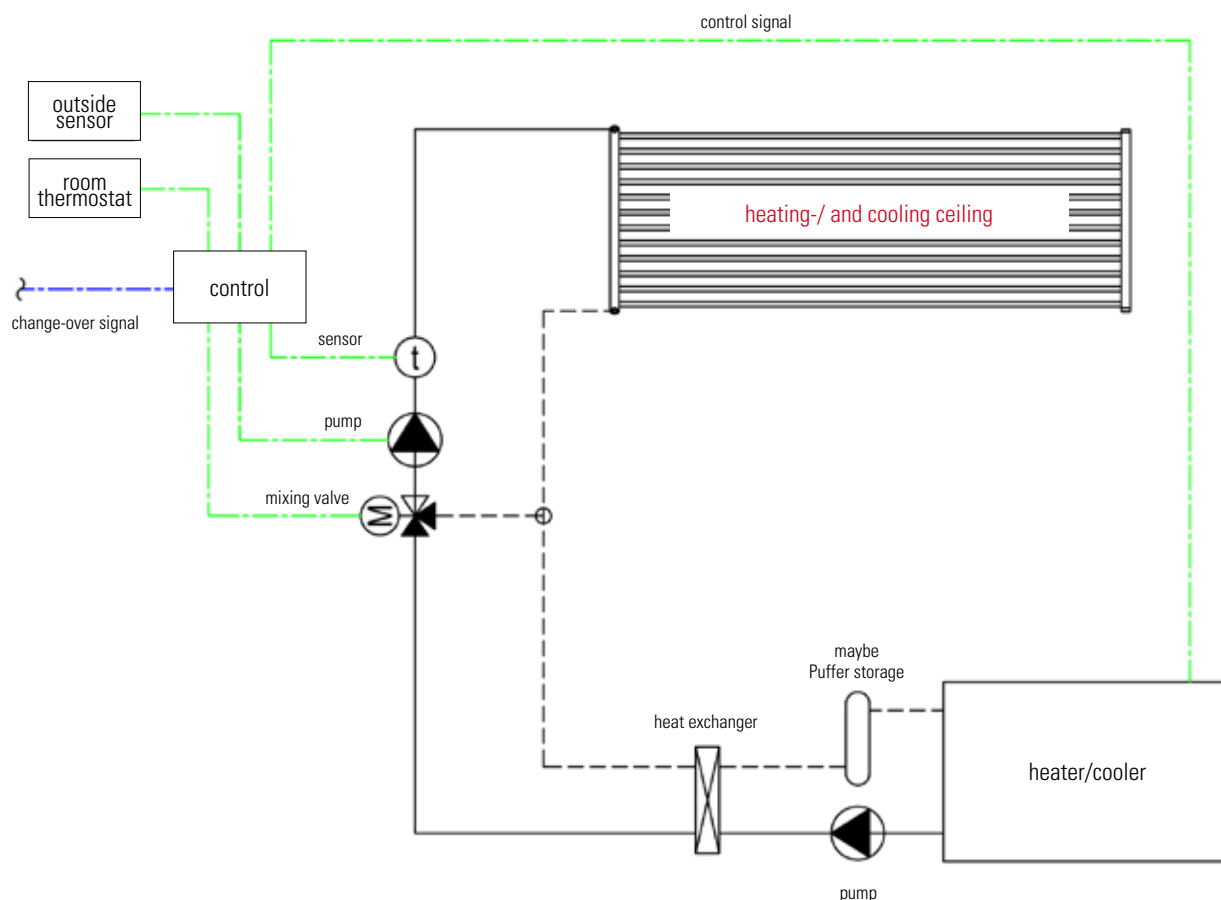 control signal
outside
sensor
room
thermostat
heating-/ and cooling ceiling
control
change-over signal
sensor
t
pump
mixing valve
M
maybe
Puffer storage
heat exchanger
heater/cooler
pump